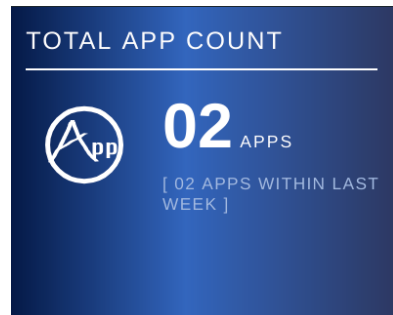 TOTAL APP COUNT
App
02 APPS
[ 02 APPS WITHIN LAST
WEEK ]